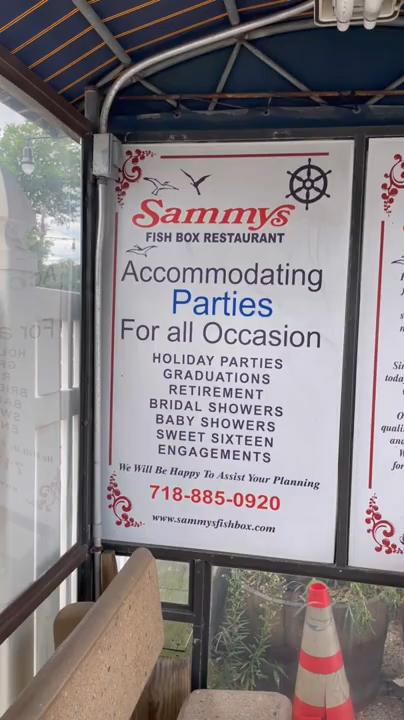 Sammys
FISH BOX RESTAURANT
Accommodating
Parties
For all Occasion
HOLIDAY PARTIES
GRADUATIONS
RETIREMENT
BRIDAL SHOWERS
BABY SHOWERS
SWEET SIXTEEN
ENGAGEMENTS
We Will Be Happy To Assist Your Planning
718-885-0920
www.sammysfishbox.com